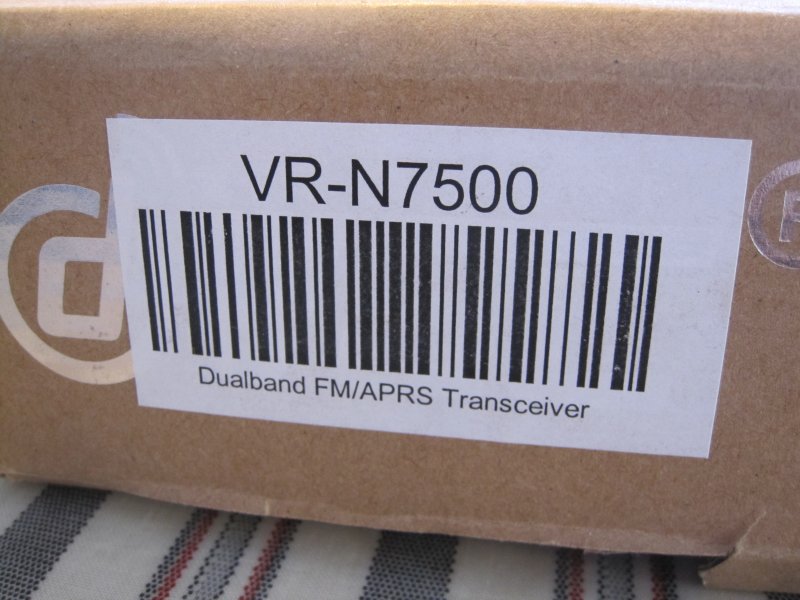 VR-N7500
Dualband FM/APRS Transceiver